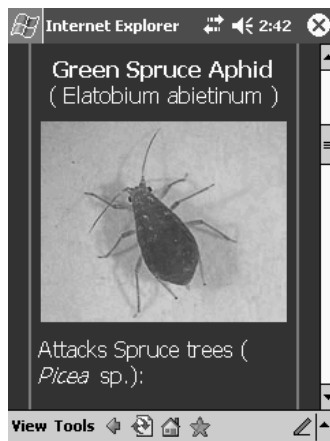 Internet Explorer 2:42
Green Spruce Aphid
( Elatobium abietinum )
Attacks Spruce trees (
Picea sp.):
View Tools